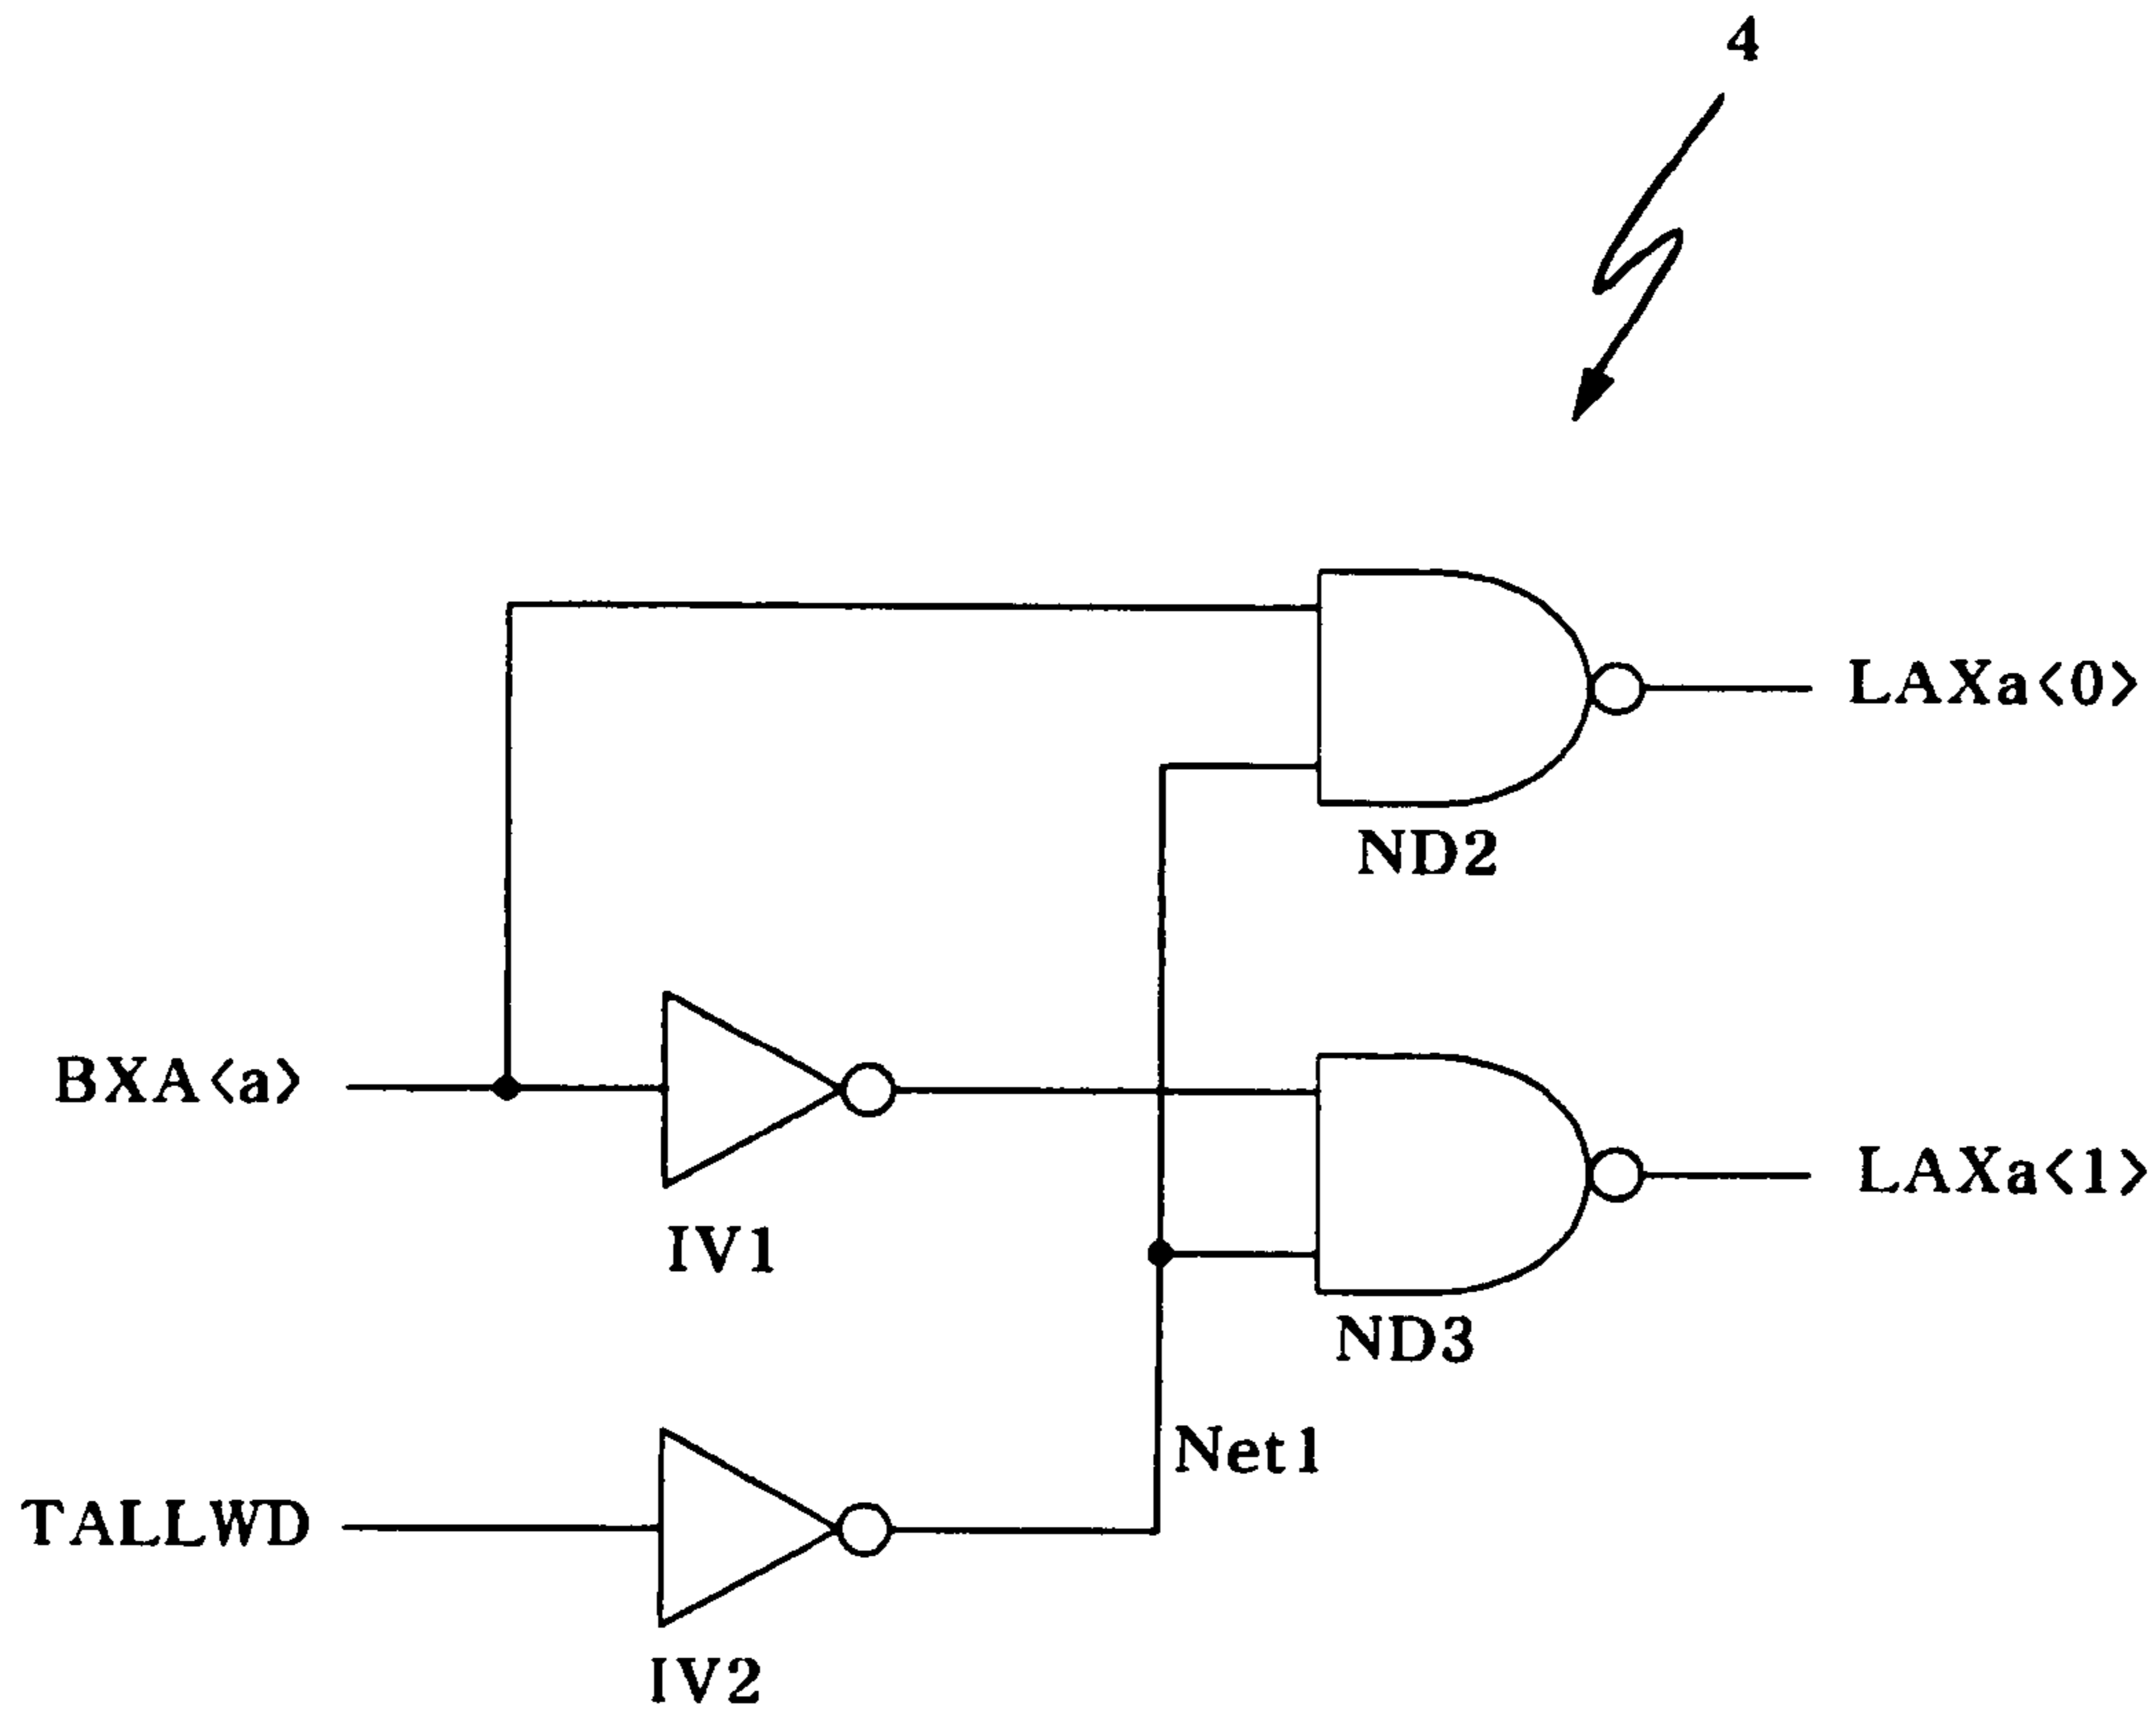 4
LAXa<0>
ND2
BXA<a>
LAXa<1>
IV1
ND3
Net1
TALLWD
IV2